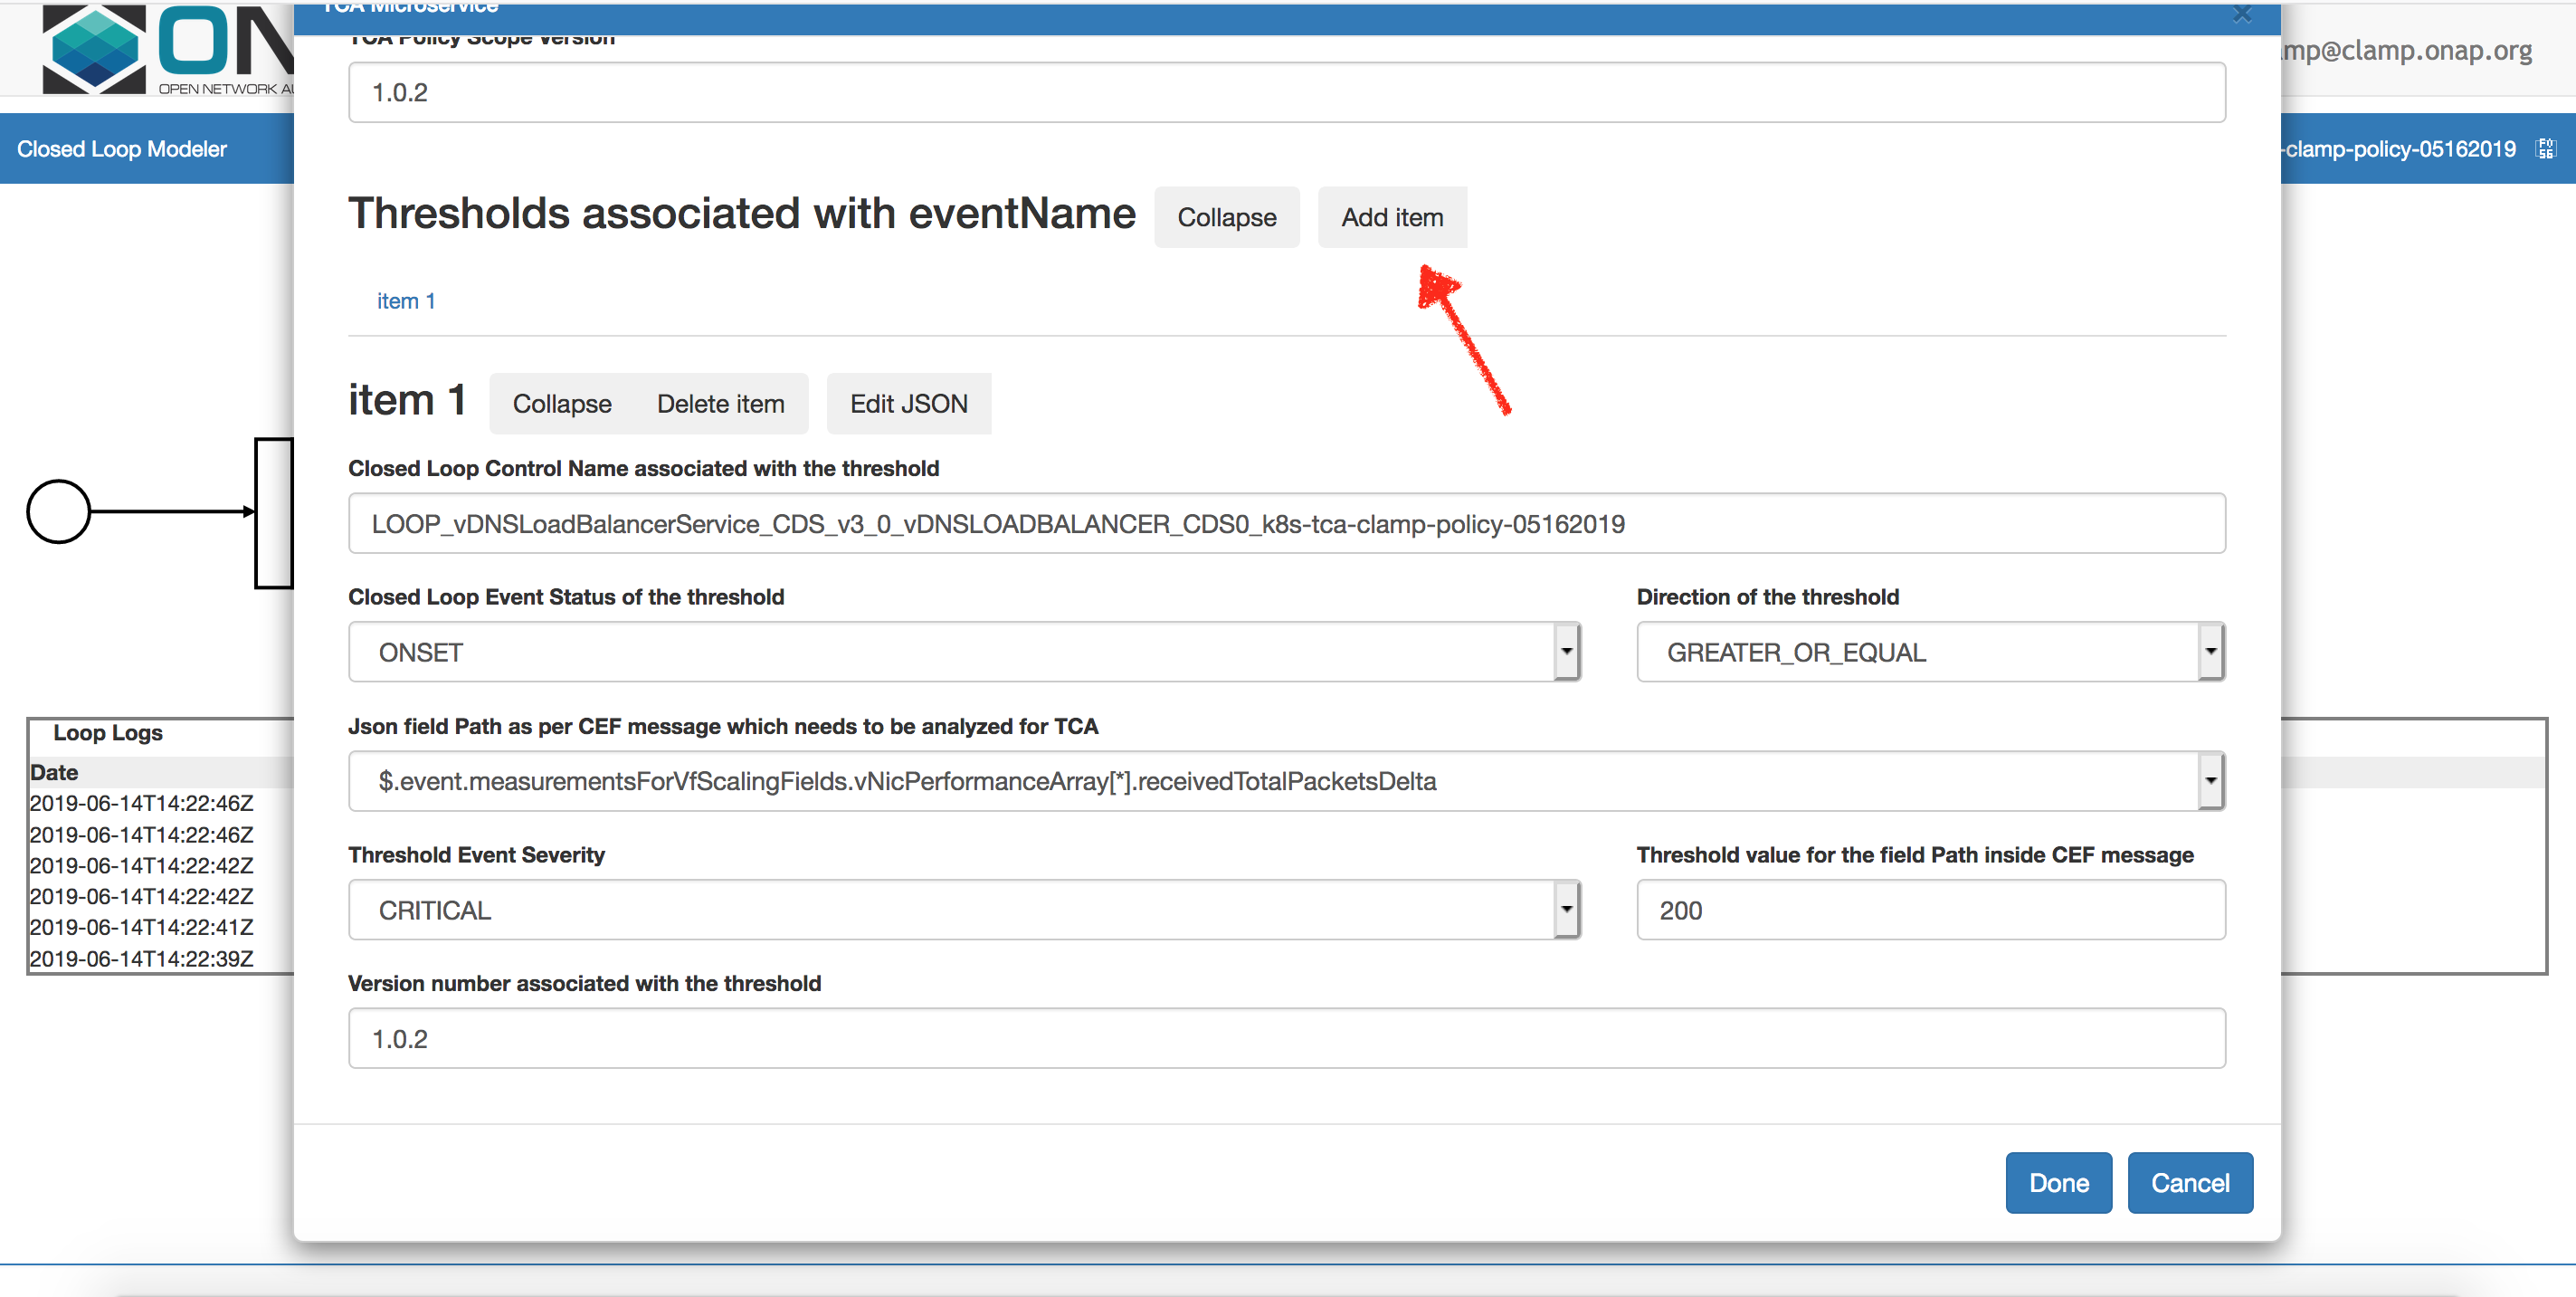 TCA Microservice
ON
OPEN NETWORK AU
mp@clamp.onap.org
TCA Policy Scope Version
1.0.2
Closed Loop Modeler
-clamp-policy-05162019
Thresholds associated with eventName
Collapse
Add item
item 1
item 1
Collapse
Delete item
Edit JSON
Closed Loop Control Name associated with the threshold
LOOP_vDNSLoadBalancerService_CDS_v3_0_vDNSLOADBALANCER_CDS0_k8s-tca-clamp-policy-05162019
Closed Loop Event Status of the threshold
Direction of the threshold
ONSET
GREATER_OR_EQUAL
Json field Path as per CEF message which needs to be analyzed for TCA
$.event.measurementsForVfScalingFields.vNicPerformanceArray[*].receivedTotalPacketsDelta
Threshold Event Severity
Threshold value for the field Path inside CEF message
CRITICAL
200
Version number associated with the threshold
1.0.2
Loop Logs
Date
2019-06-14T14:22:46Z
2019-06-14T14:22:46Z
2019-06-14T14:22:42Z
2019-06-14T14:22:42Z
2019-06-14T14:22:41Z
2019-06-14T14:22:39Z
Done
Cancel